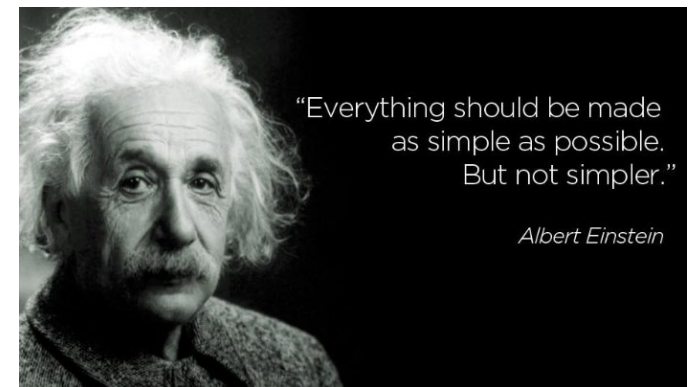 “Everything should be made
as simple as possible.
But not simpler.”
Albert Einstein